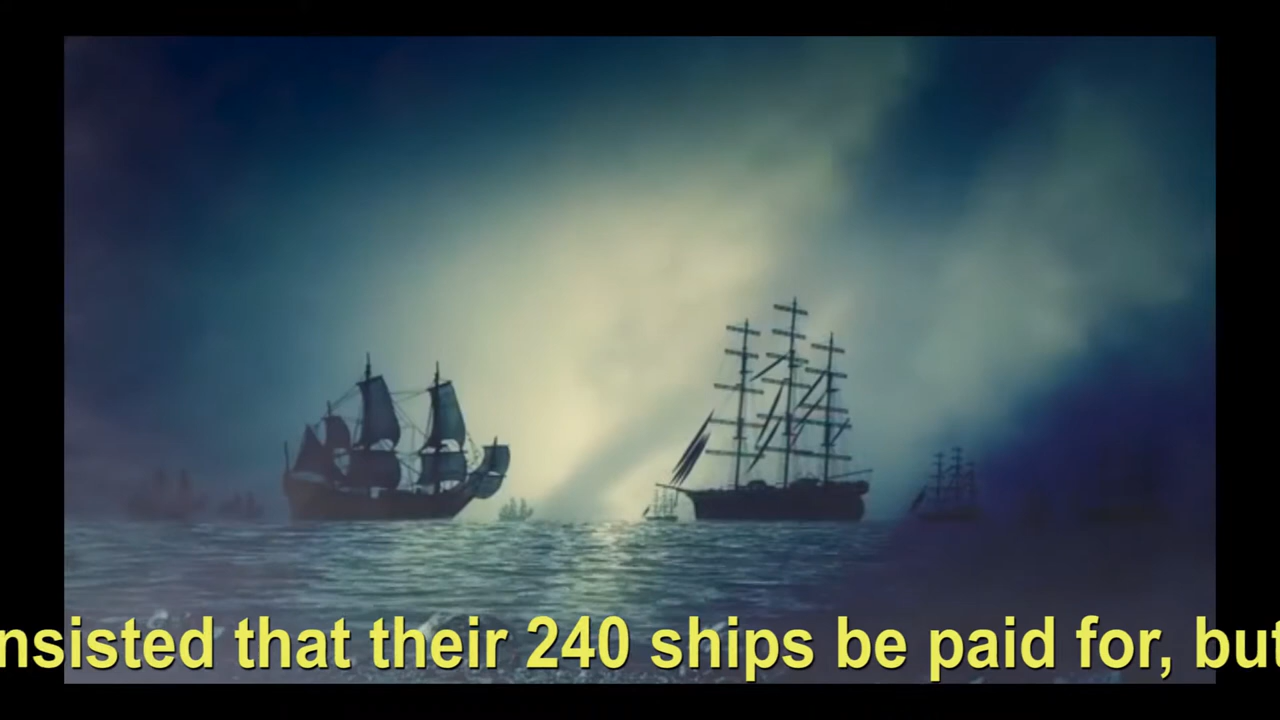 nsisted that their 240 ships be paid for, but